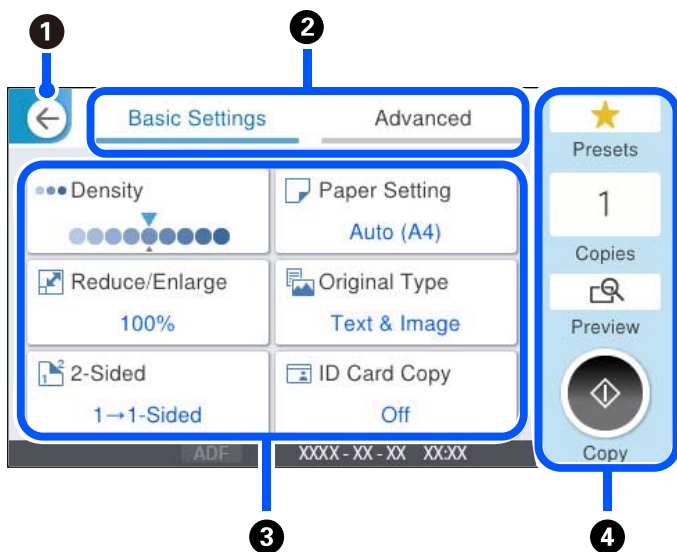 1
2
Basic Settings
Advanced
Presets
Density
Paper Setting
Auto (A4)
1
Copies
Reduce/Enlarge
100%
Original Type
Text & Image
Preview
1 2
2-Sided
1→1-Sided
ID Card Copy
Off
ADF
XXXX-XX-XX XX:XX
Copy
3
4